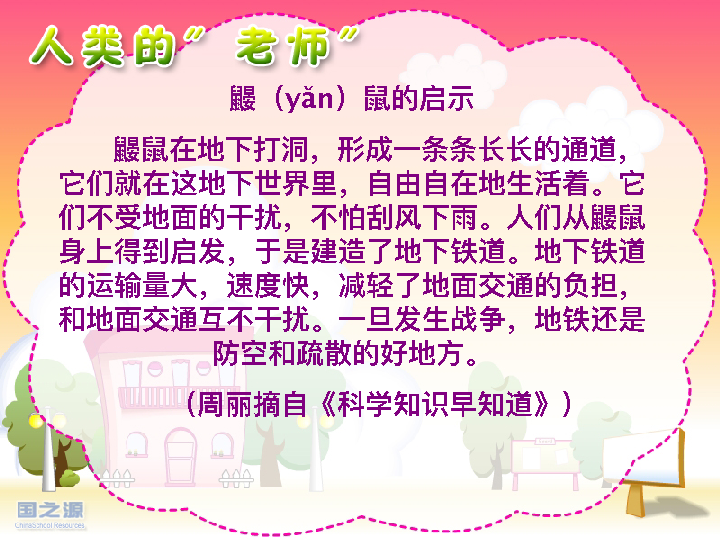 人类的”老师”
鼹（yǎn）鼠的启示
鼹鼠在地下打洞，形成一条条长长的通道，
它们就在这地下世界里，自由自在地生活着。它
们不受地面的干扰，不怕刮风下雨。人们从鼹鼠
身上得到启发，于是建造了地下铁道。地下铁道
的运输量大，速度快，减轻了地面交通的负担，
和地面交通互不干扰。一旦发生战争，地铁还是
防空和疏散的好地方。
（周丽摘自《科学知识早知道》）
国之源
ChinaSchool Resources